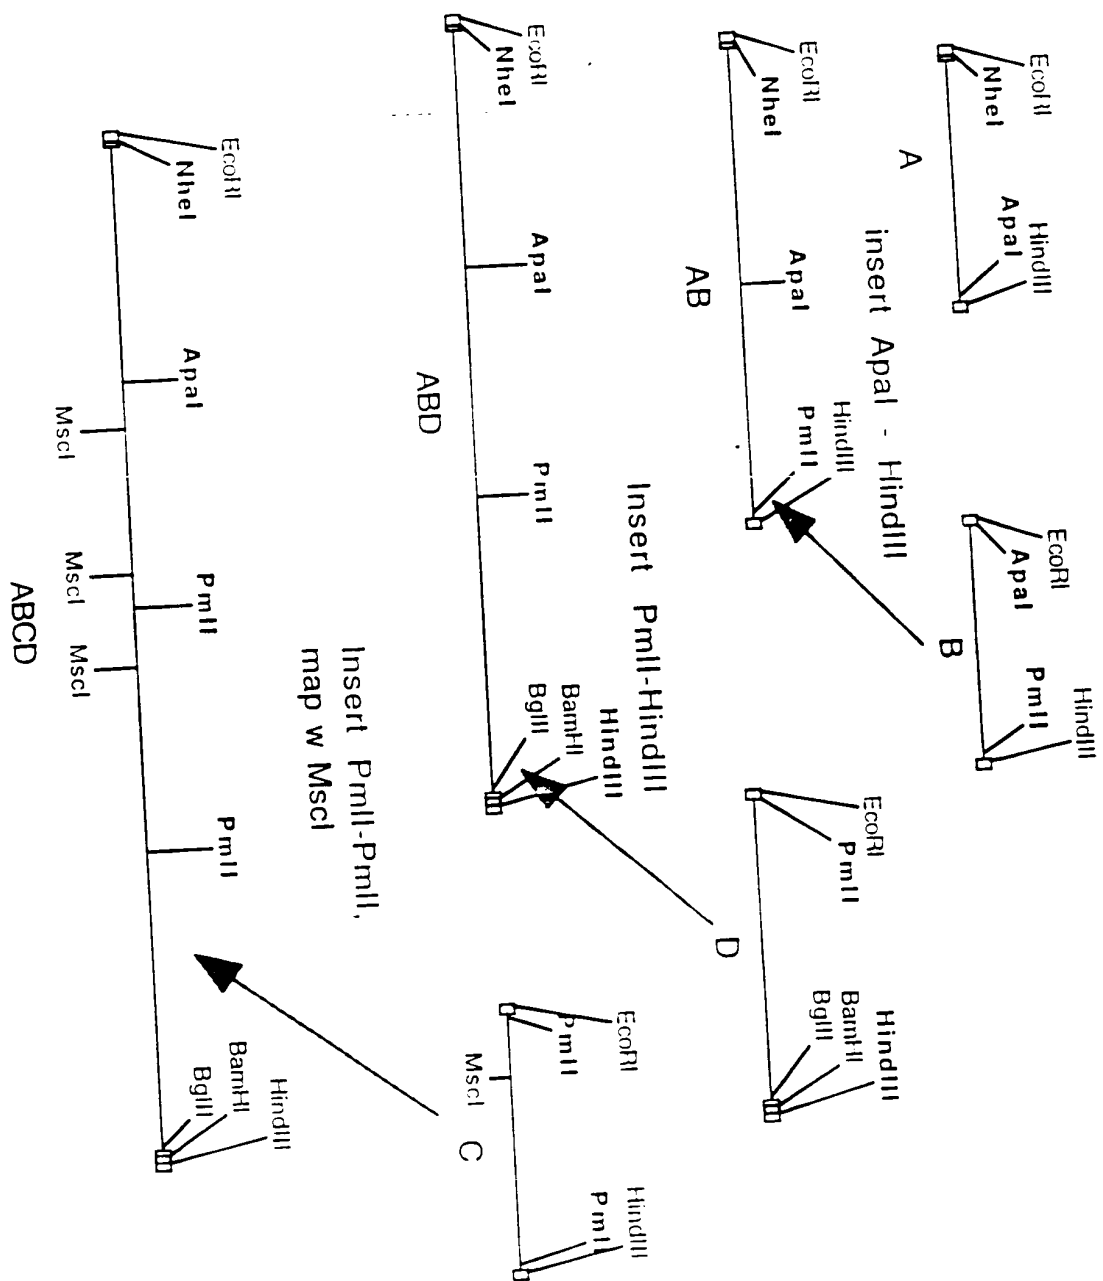 EcoRI
NheI
HindIII
ApaI
A
EcoRI
ApaI
HindIII
PmlI
B
insert ApaI - HindIII
EcoRI
NheI
ApaI
HindIII
PmlI
AB
EcoRI
PmlI
HindIII
BamHI
BglII
D
Insert PmlI-HindIII
EcoRI
NheI
ApaI
PmlI
HindIII
BamHI
BglII
ABD
EcoRI
PmlI
MscI
HindIII
PmlI
C
Insert PmlI-PmlI,
map w MscI
EcoRI
NheI
ApaI
PmlI
PmlI
HindIII
BamHI
BglII
MscI
MscI
MscI
ABCD